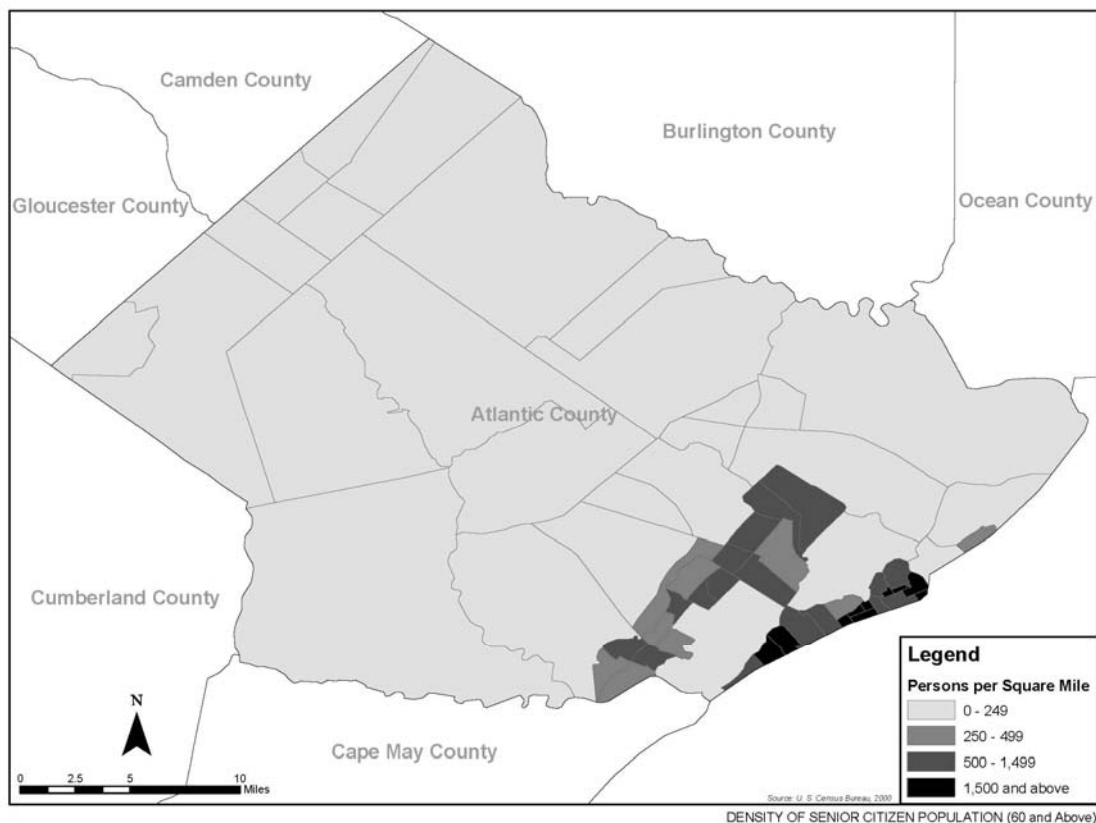 Camden County
Burlington County
Gloucester County
Ocean County
Atlantic County
Cumberland County
Cape May County
N
0 2.5 5 10
Miles
Legend
Persons per Square Mile
0 - 249
250 - 499
500 - 1,499
1,500 and above
Source: U. S. Census Bureau, 2000
DENSITY OF SENIOR CITIZEN POPULATION (60 and Above)